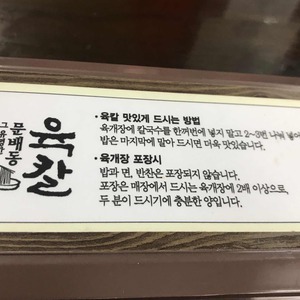 문배동
육칼
• 육칼 맛있게 드시는 방법
육개장에 칼국수를 한꺼번에 넣지 말고 2~3번 나눠 넣
밥은 마지막에 말아 드시면 더욱 맛있습니다.
• 육개장 포장시
밥과 면, 반찬은 포장되지 않습니다.
포장은 매장에서 드시는 육개장에 2배 이상으로,
두 분이 드시기에 충분한 양입니다.